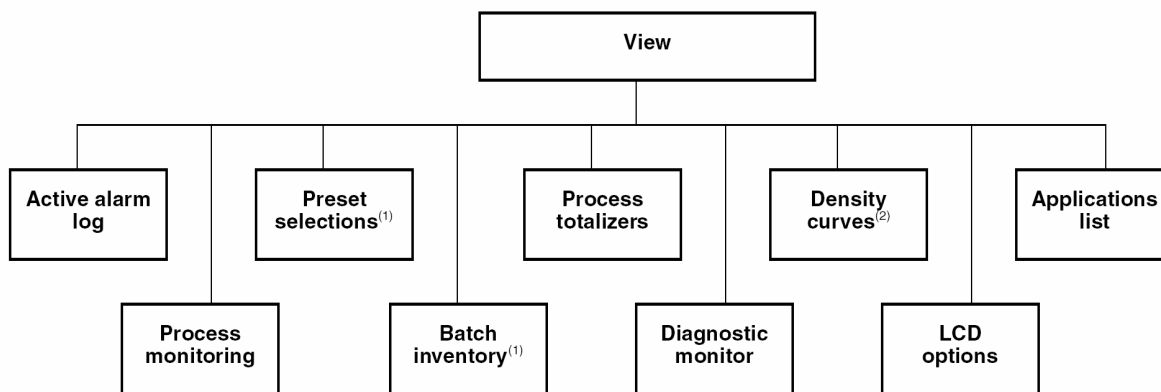 View
Active alarm
log
Preset
selections(1)
Process
totalizers
Density
curves(2)
Applications
list
Process
monitoring
Batch
inventory(1)
Diagnostic
monitor
LCD
options